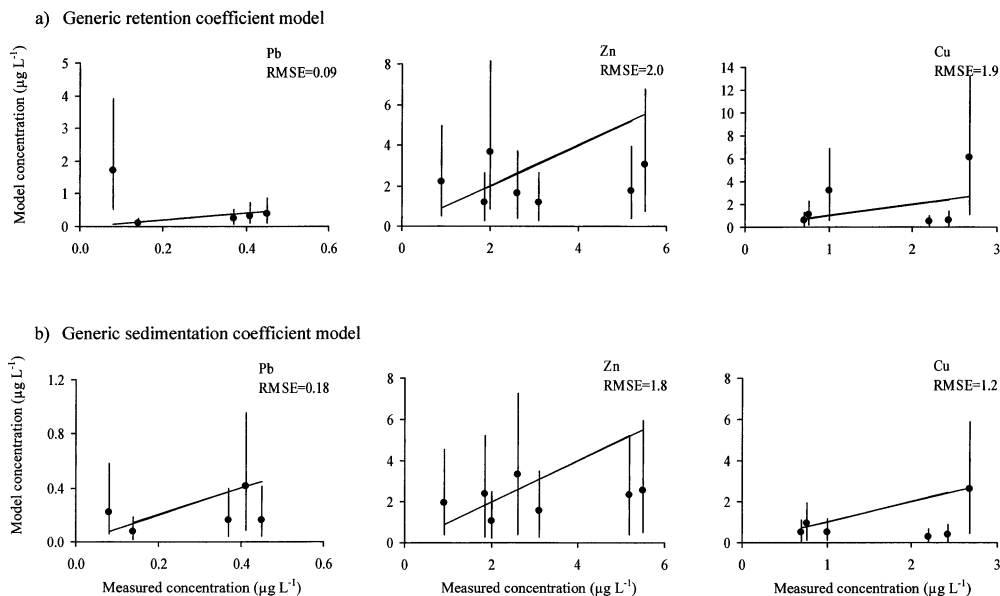 a) Generic retention coefficient model
Pb
RMSE=0.09
Zn
RMSE=2.0
Cu
RMSE=1.9
Model concentration (µg L⁻¹)
5
4
3
2
1
0
0.0 0.2 0.4 0.6
8
6
4
2
0
0 2 4 6
14
12
10
8
6
4
2
0
0 1 2 3
b) Generic sedimentation coefficient model
Pb
RMSE=0.18
Zn
RMSE=1.8
Cu
RMSE=1.2
Model concentration (µg L⁻¹)
1.2
0.8
0.4
0.0
0.0 0.2 0.4 0.6
8
6
4
2
0
0 2 4 6
8
6
4
2
0
0 1 2 3
Measured concentration (µg L⁻¹)
Measured concentration (µg L⁻¹)
Measured concentration (µg L⁻¹)